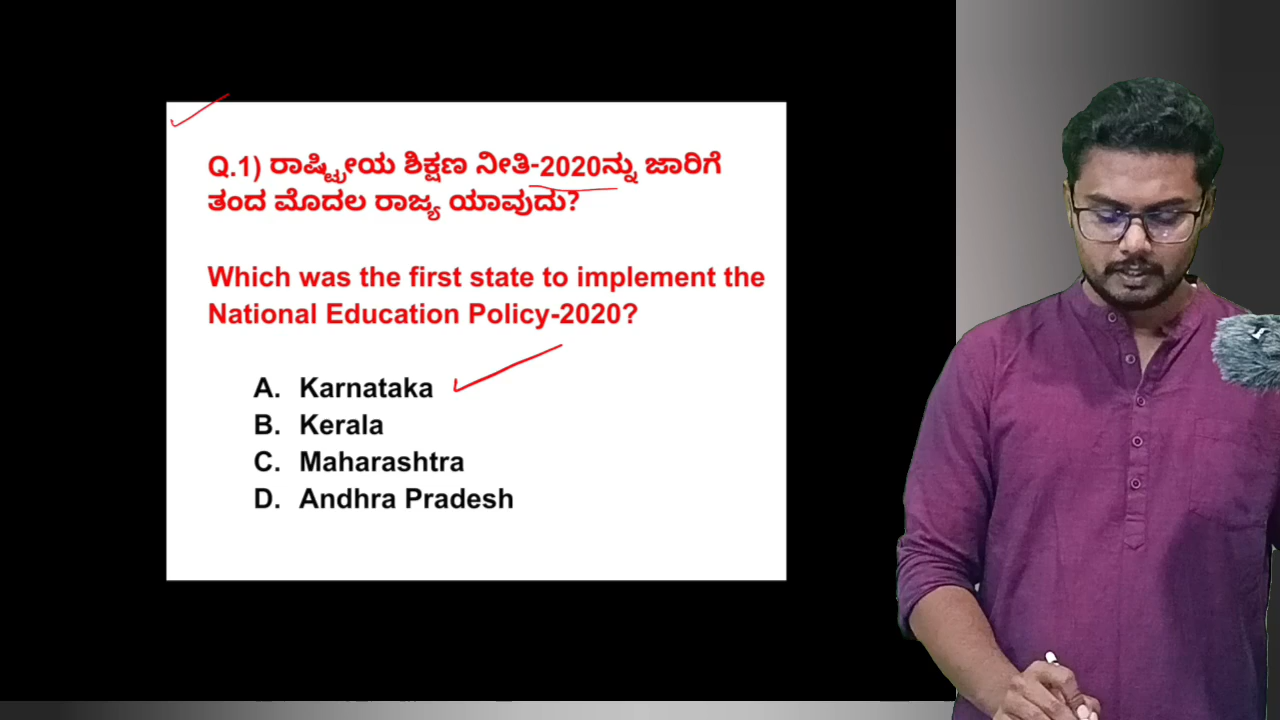 Q.1) ರಾಷ್ಟ್ರೀಯ ಶಿಕ್ಷಣ ನೀತಿ-2020ನ್ನು ಜಾರಿಗೆ
ತಂದ ಮೊದಲ ರಾಜ್ಯ ಯಾವುದು?
Which was the first state to implement the
National Education Policy-2020?
A. Karnataka
B. Kerala
C. Maharashtra
D. Andhra Pradesh